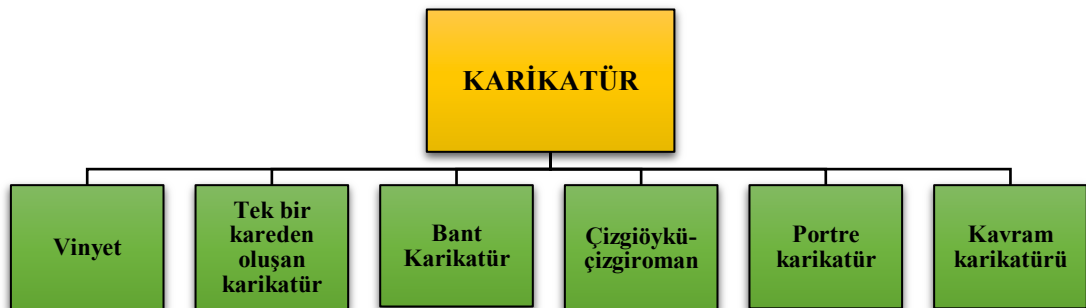 KARİKATÜR
Vinyet
Tek bir
kareden
oluşan
karikatür
Bant
Karikatür
Çizgiöykü-
çizgiroman
Portre
karikatür
Kavram
karikatürü